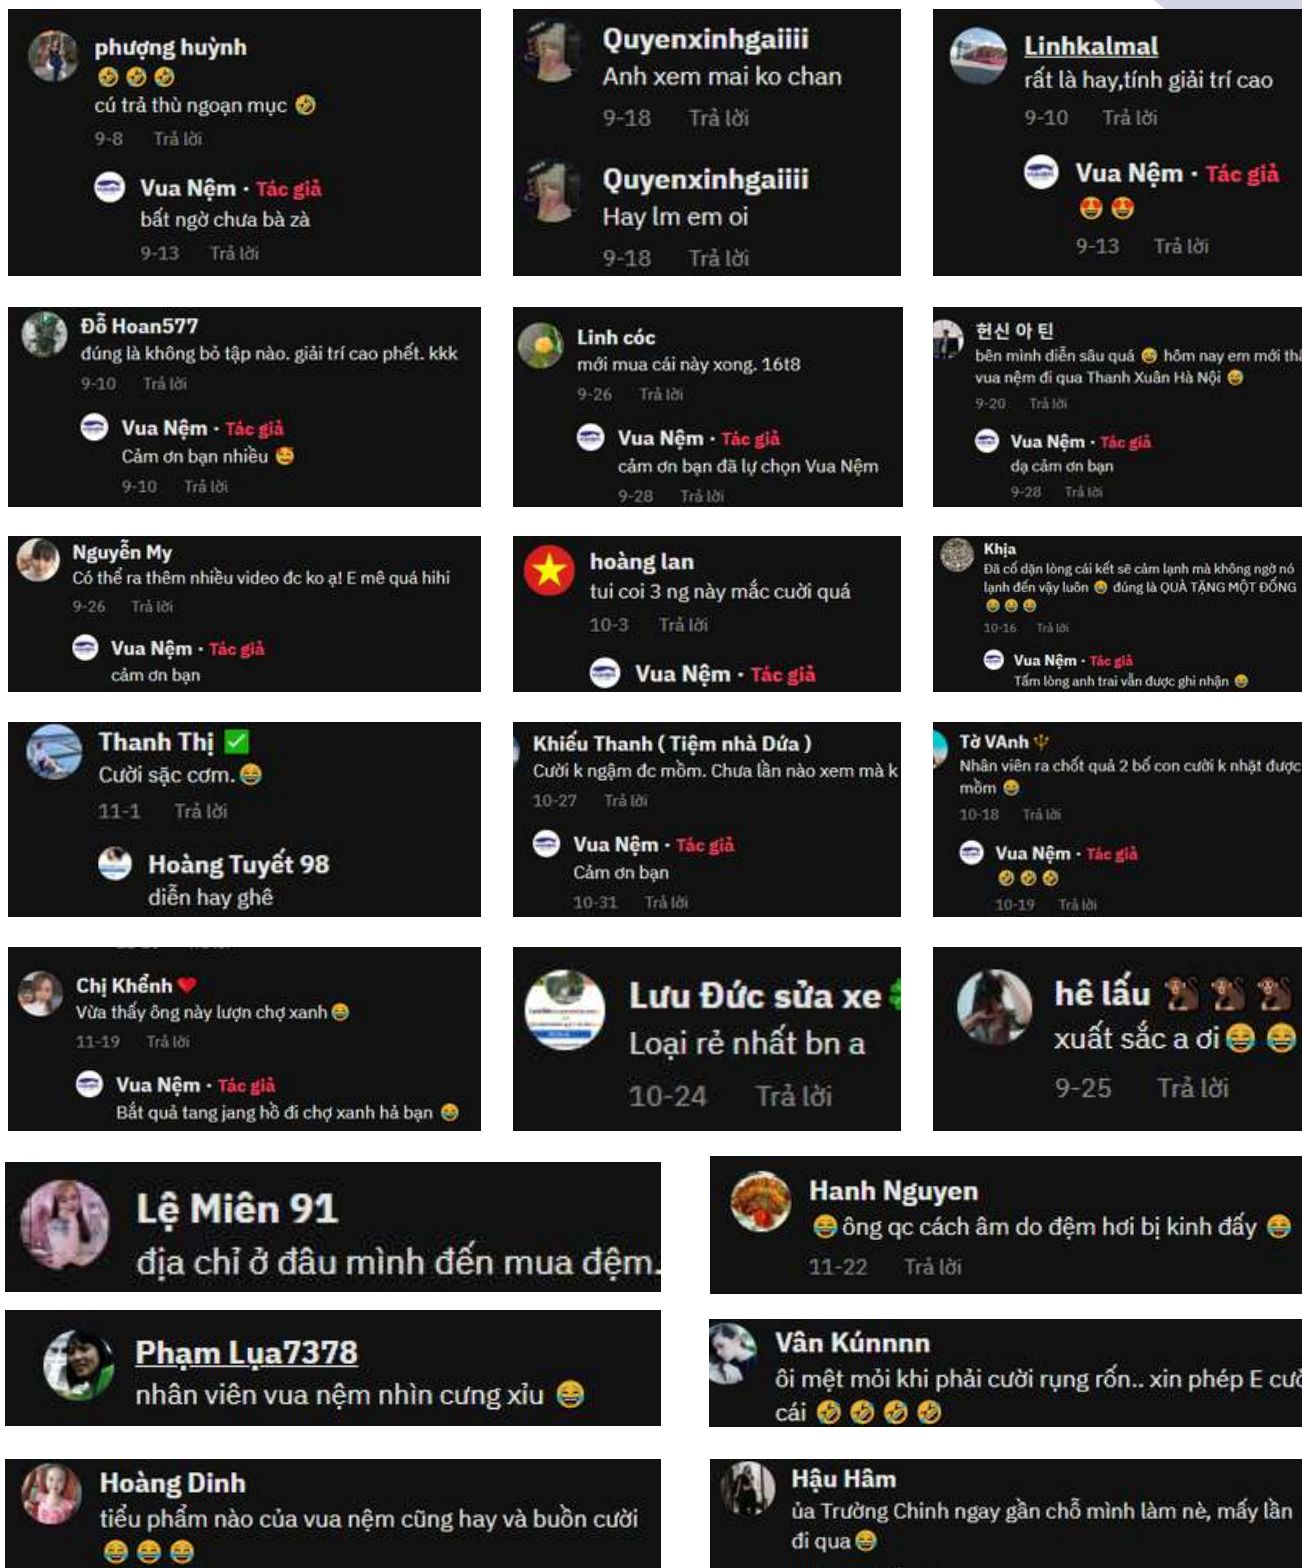 phượng huỳnh
🤣🤣🤣
cú trả thù ngoạn mục 🤣
9-8 Trả lời
Vua Nệm · Tác giả
bất ngờ chưa bà zà
9-13 Trả lời
Quyenxinhgaiiii
Anh xem mai ko chan
9-18 Trả lời
Quyenxinhgaiiii
Hay lm em oi
9-18 Trả lời
Linhkalmal
rất là hay,tính giải trí cao
9-10 Trả lời
Vua Nệm · Tác giả
🤩🤩
9-13 Trả lời
Đỗ Hoan577
đúng là không bỏ tập nào. giải trí cao phết. kkk
9-10 Trả lời
Vua Nệm · Tác giả
Cảm ơn bạn nhiều 🥰
9-10 Trả lời
Linh cóc
mới mua cái này xong. 16t8
9-26 Trả lời
Vua Nệm · Tác giả
cảm ơn bạn đã lự chọn Vua Nệm
9-28 Trả lời
헌신 아 틴
bên mình diễn sâu quá 😅 hôm nay em mới
vua nệm đi qua Thanh Xuân Hà Nội 😅
9-20 Trả lời
Vua Nệm · Tác giả
dạ cảm ơn bạn
9-28 Trả lời
Nguyễn My
Có thể ra thêm nhiều video đc ko ạ! E mê quá hihi
9-26 Trả lời
Vua Nệm · Tác giả
cảm ơn bạn
hoàng lan
tui coi 3 ng này mắc cười quá
10-3 Trả lời
Vua Nệm · Tác giả
Khịa
Đã cố dặn lòng cái kết sẽ cảm lạnh mà không ngờ nó
lạnh đến vậy luôn 😂 đúng là QUÀ TẶNG MỘT ĐỒNG
😂😂😂
10-16 Trả lời
Vua Nệm · Tác giả
Tấm lòng anh trai vẫn được ghi nhận 😂
Thanh Thị ✅
Cười sặc cơm.😂
11-1 Trả lời
Hoàng Tuyết 98
diễn hay ghê
Khiếu Thanh ( Tiệm nhà Dứa )
Cười k ngậm đc mồm. Chưa lần nào xem mà k
10-27 Trả lời
Vua Nệm · Tác giả
Cảm ơn bạn
10-31 Trả lời
Tờ VAnh 🔱
Nhân viên ra chốt quả 2 bố con cười k nhặt được
mồm 😂
10-18 Trả lời
Vua Nệm · Tác giả
🤣🤣🤣
10-19 Trả lời
Chị Khểnh ❤️
Vừa thấy ông này lượn chợ xanh 😂
11-19 Trả lời
Vua Nệm · Tác giả
Bắt quả tang jang hồ đi chợ xanh hả bạn 😂
Lưu Đức sửa xe 🍀
Loại rẻ nhất bn a
10-24 Trả lời
hê lấu 🐒🐒🐒
xuất sắc a ơi😂😂
9-25 Trả lời
Lệ Miên 91
địa chỉ ở đâu mình đến mua đệm.
Hanh Nguyen
😂ông qc cách âm do đệm hơi bị kinh đấy 😂
11-22 Trả lời
Phạm Lụa7378
nhân viên vua nệm nhìn cưng xỉu 😂
Vân Kúnnnn
ôi mệt mỏi khi phải cười rụng rốn.. xin phép E
cái 🤣🤣🤣🤣
Hoàng Dinh
tiểu phẩm nào của vua nệm cũng hay và buồn cười
😂😂😂
Hậu Hâm
ủa Trường Chinh ngay gần chỗ mình làm nè, mấy lần
đi qua😂